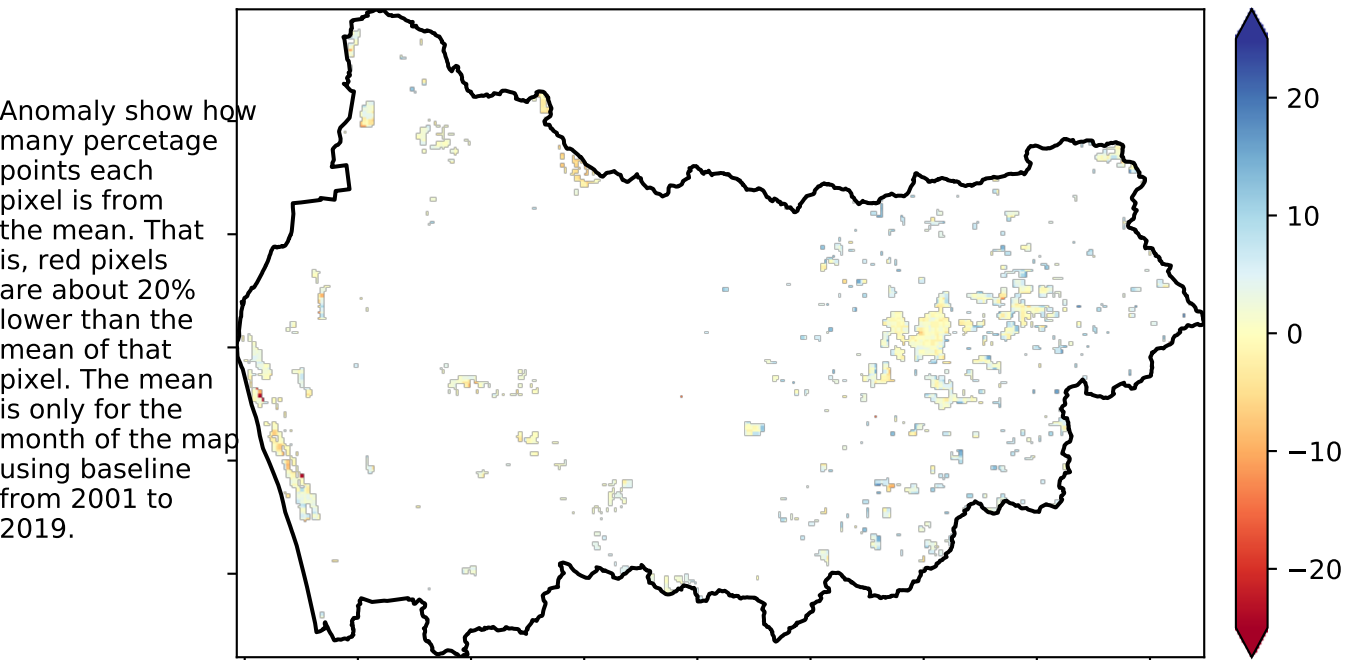 Anomaly show how
many percetage
points each
pixel is from
the mean. That
is, red pixels
are about 20%
lower than the
mean of that
pixel. The mean
is only for the
month of the map
using baseline
from 2001 to
2019.
20
10
0
−10
−20